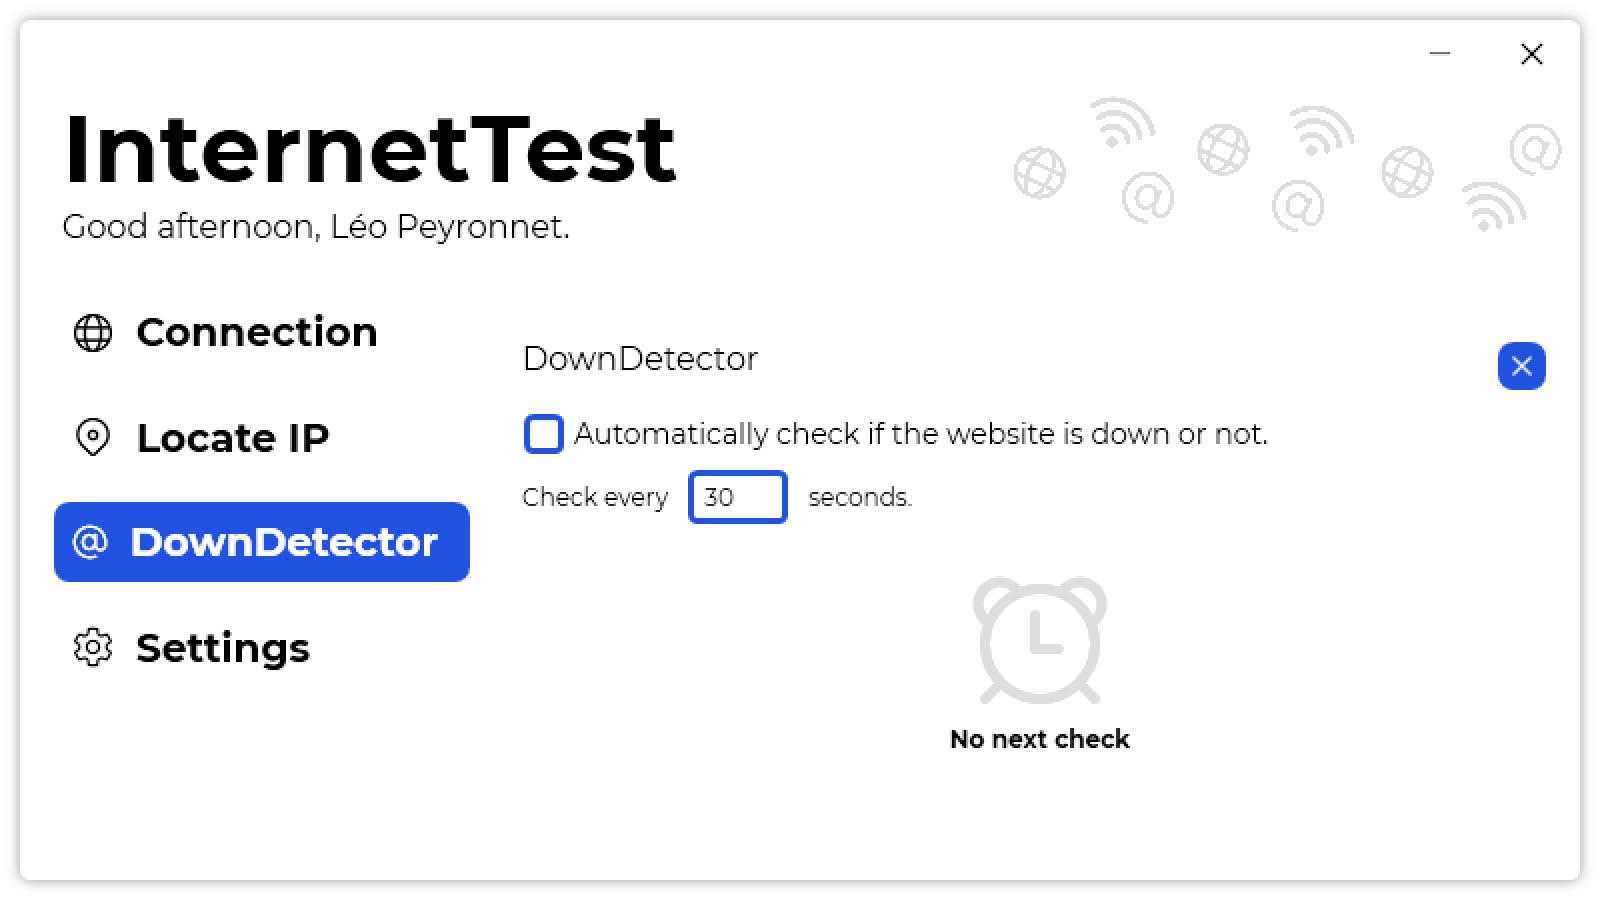 InternetTest
Good afternoon, Léo Peyronnet.
Connection
Locate IP
DownDetector
Settings
DownDetector
Automatically check if the website is down or not.
Check every 30 seconds.
No next check